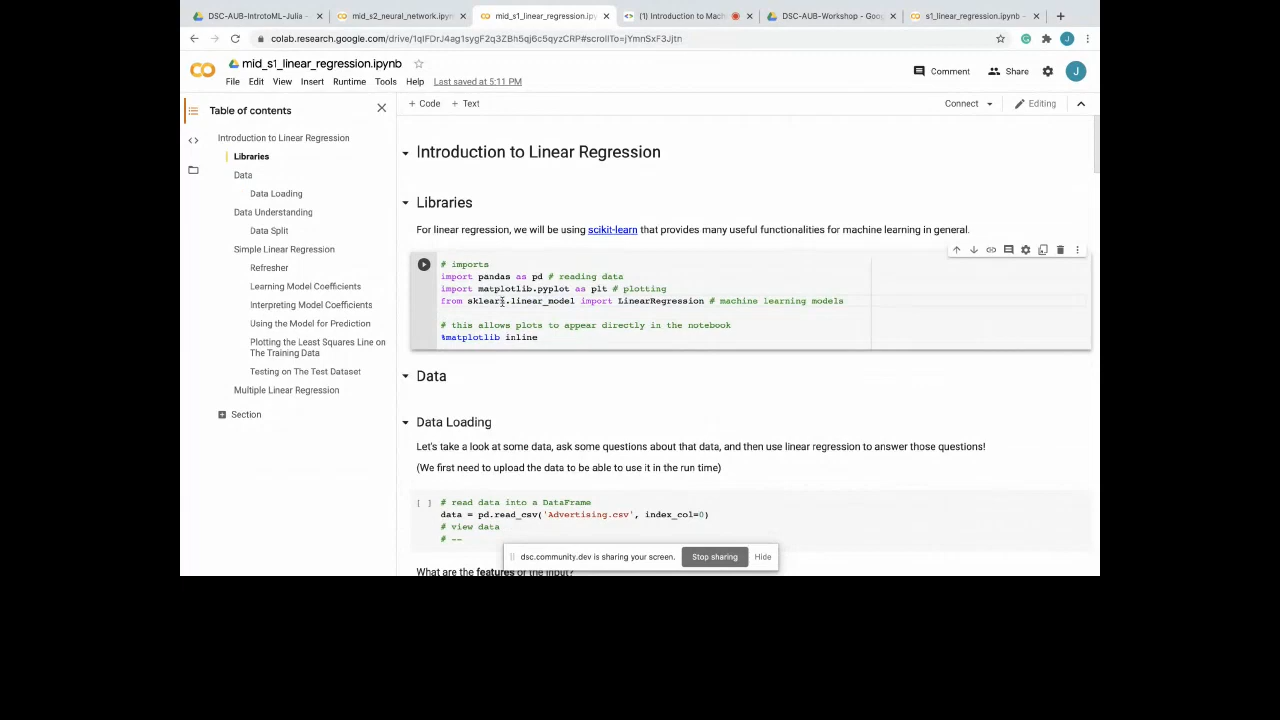 DSC-AUB-IntrotoML-Julia –
mid_s2_neural_network.ipynb
mid_s1_linear_regression.ipynb
(1) Introduction to Mach
DSC-AUB-Workshop - Goog
s1_linear_regression.ipynb –
colab.research.google.com/drive/1qIFDrJ4ag1sygF2q3ZBh5qj6c5qyzCRP#scrollTo=jYmnSxF3Jjtn
J
CO
mid_s1_linear_regression.ipynb
File Edit View Insert Runtime Tools Help Last saved at 5:11 PM
Comment Share J
Table of contents
+ Code + Text
Connect Editing
Introduction to Linear Regression
Libraries
Data
Data Loading
Data Understanding
Data Split
Simple Linear Regression
Refresher
Learning Model Coefficients
Interpreting Model Coefficients
Using the Model for Prediction
Plotting the Least Squares Line on
The Training Data
Testing on The Test Dataset
Multiple Linear Regression
Section
Introduction to Linear Regression
Libraries
For linear regression, we will be using scikit-learn that provides many useful functionalities for machine learning in general.
# imports
import pandas as pd # reading data
import matplotlib.pyplot as plt # plotting
from sklearn.linear_model import LinearRegression # machine learning models
# this allows plots to appear directly in the notebook
%matplotlib inline
Data
Data Loading
Let's take a look at some data, ask some questions about that data, and then use linear regression to answer those questions!
(We first need to upload the data to be able to use it in the run time)
[ ] # read data into a DataFrame
data = pd.read_csv('Advertising.csv', index_col=0)
# view data
# --
dsc.community.dev is sharing your screen. Stop sharing Hide
What are the features or the input?